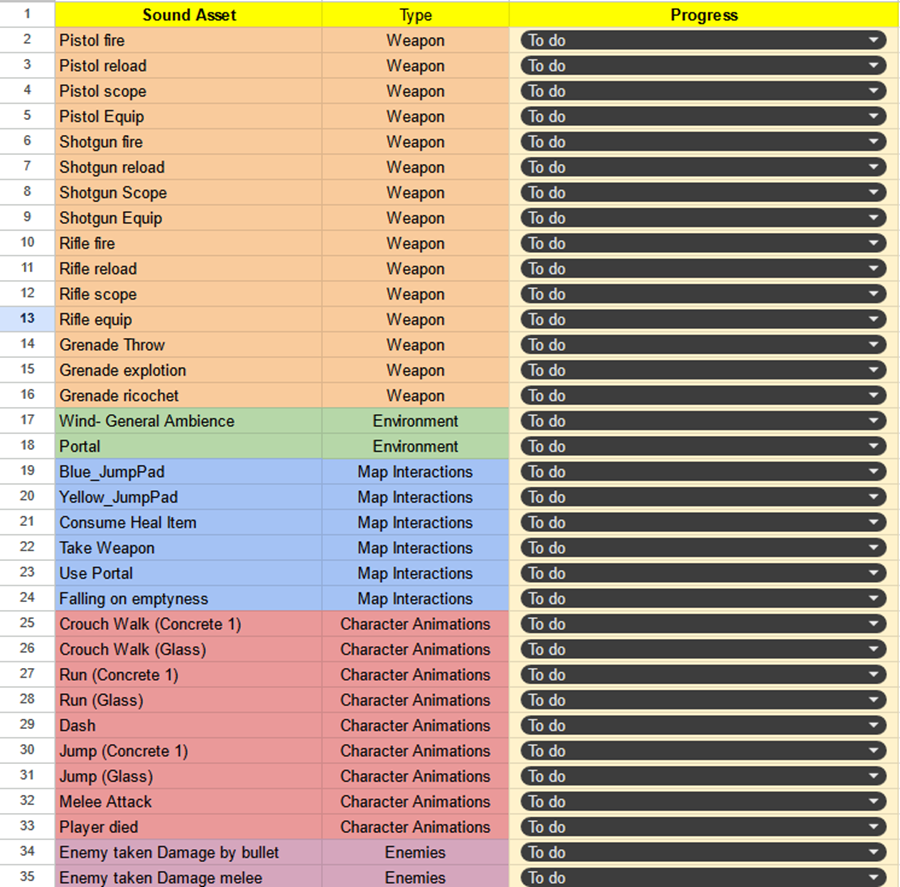 1 Sound Asset Type Progress
2 Pistol fire Weapon To do
3 Pistol reload Weapon To do
4 Pistol scope Weapon To do
5 Pistol Equip Weapon To do
6 Shotgun fire Weapon To do
7 Shotgun reload Weapon To do
8 Shotgun Scope Weapon To do
9 Shotgun Equip Weapon To do
10 Rifle fire Weapon To do
11 Rifle reload Weapon To do
12 Rifle scope Weapon To do
13 Rifle equip Weapon To do
14 Grenade Throw Weapon To do
15 Grenade explotion Weapon To do
16 Grenade ricochet Weapon To do
17 Wind- General Ambience Environment To do
18 Portal Environment To do
19 Blue_JumpPad Map Interactions To do
20 Yellow_JumpPad Map Interactions To do
21 Consume Heal Item Map Interactions To do
22 Take Weapon Map Interactions To do
23 Use Portal Map Interactions To do
24 Falling on emptyness Map Interactions To do
25 Crouch Walk (Concrete 1) Character Animations To do
26 Crouch Walk (Glass) Character Animations To do
27 Run (Concrete 1) Character Animations To do
28 Run (Glass) Character Animations To do
29 Dash Character Animations To do
30 Jump (Concrete 1) Character Animations To do
31 Jump (Glass) Character Animations To do
32 Melee Attack Character Animations To do
33 Player died Character Animations To do
34 Enemy taken Damage by bullet Enemies To do
35 Enemy taken Damage melee Enemies To do